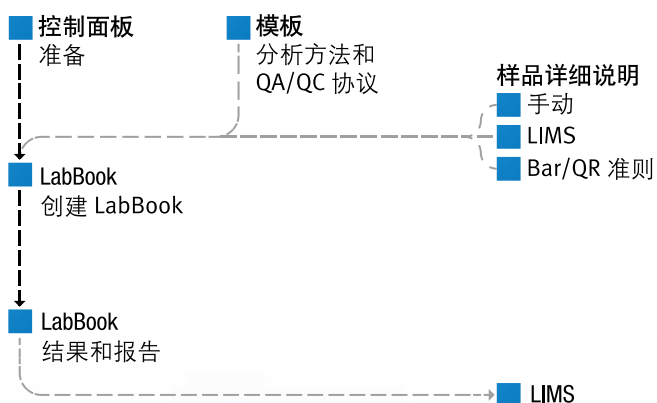 控制面板
准备
模板
分析方法和
QA/QC 协议
样品详细说明
手动
LIMS
Bar/QR 准则
LabBook
创建 LabBook
LabBook
结果和报告
LIMS